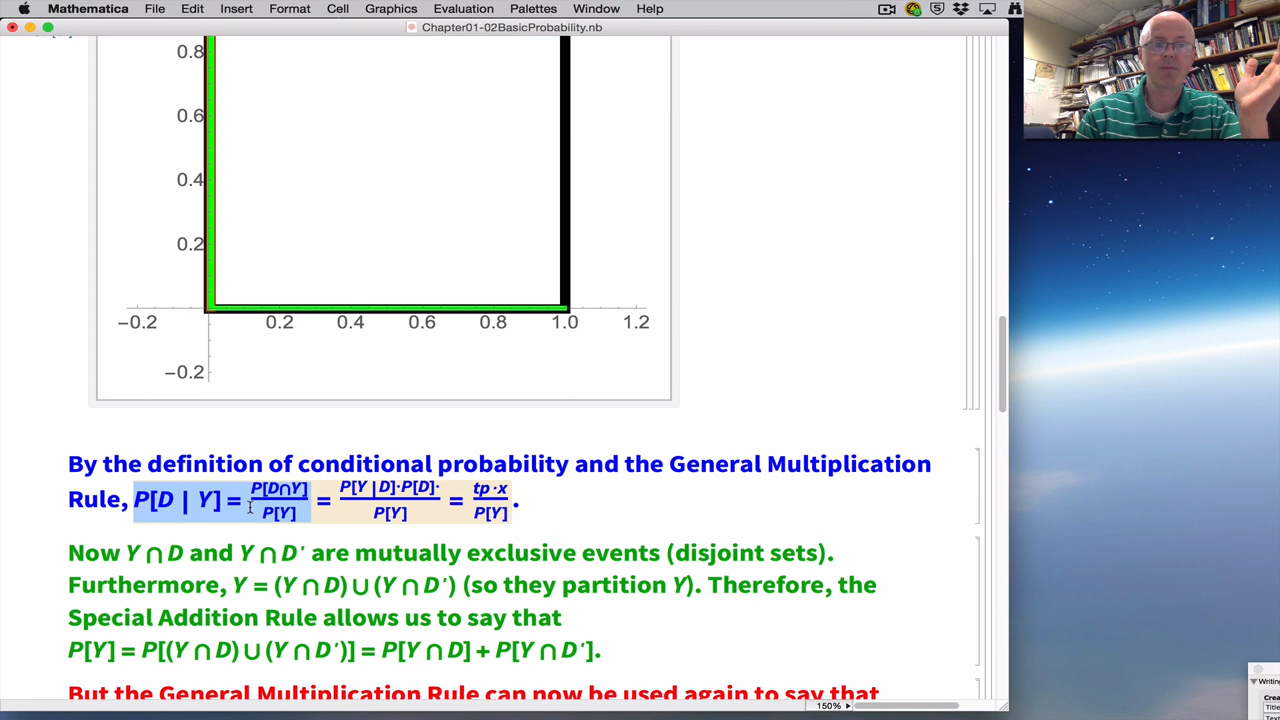 Mathematica File Edit Insert Format Cell Graphics Evaluation Palettes Window Help
Chapter01-02BasicProbability.nb
0.8
0.6
0.4
0.2
−0.2 0.2 0.4 0.6 0.8 1.0 1.2
−0.2
By the definition of conditional probability and the General Multiplication
Rule, P[D | Y] = P[D∩Y]/P[Y] = P[Y |D]·P[D]·/P[Y] = tp·x/P[Y].
Now Y ∩ D and Y ∩ D′ are mutually exclusive events (disjoint sets).
Furthermore, Y = (Y ∩ D) ∪ (Y ∩ D′) (so they partition Y). Therefore, the
Special Addition Rule allows us to say that
P[Y] = P[(Y ∩ D) ∪ (Y ∩ D′)] = P[Y ∩ D] + P[Y ∩ D′].
But the General Multiplication Rule can now be used again to say that
150%
Writing
Crea
Title